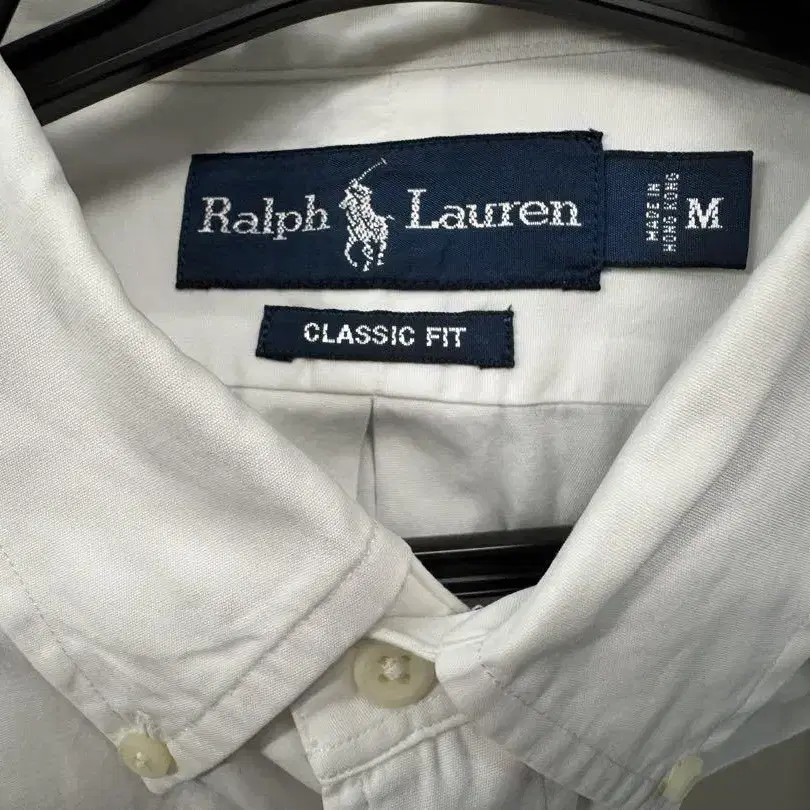 Ralph Lauren
MADE IN
HONG KONG
M
CLASSIC FIT